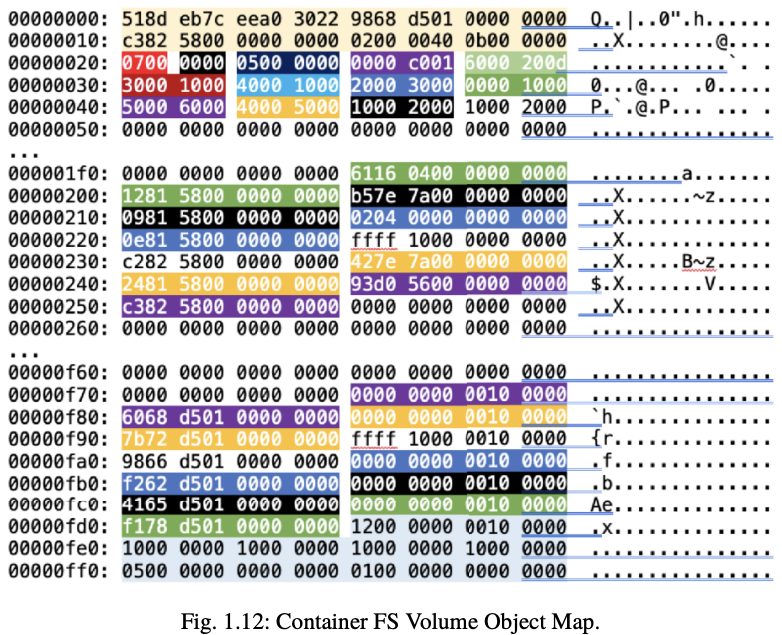 00000000: 518d eb7c eea0 3022 9868 d501 0000 0000 Q..|..0".h......
00000010: c382 5800 0000 0000 0200 0040 0b00 0000 ..X........@....
00000020: 0700 0000 0500 0000 0000 c001 6000 200d ............`. .
00000030: 3000 1000 4000 1000 2000 3000 0000 1000 0...@... .0.....
00000040: 5000 6000 4000 5000 1000 2000 1000 2000 P.`.@.P... ... .
00000050: 0000 0000 0000 0000 0000 0000 0000 0000 ................
...
000001f0: 0000 0000 0000 0000 6116 0400 0000 0000 ........a.......
00000200: 1281 5800 0000 0000 b57e 7a00 0000 0000 ..X......~z.....
00000210: 0981 5800 0000 0000 0204 0000 0000 0000 ..X.............
00000220: 0e81 5800 0000 0000 ffff 1000 0000 0000 ..X.............
00000230: c282 5800 0000 0000 427e 7a00 0000 0000 ..X.....B~z.....
00000240: 2481 5800 0000 0000 93d0 5600 0000 0000 $.X.......V.....
00000250: c382 5800 0000 0000 0000 0000 0000 0000 ..X.............
00000260: 0000 0000 0000 0000 0000 0000 0000 0000 ................
...
00000f60: 0000 0000 0000 0000 0000 0000 0000 0000 ................
00000f70: 0000 0000 0000 0000 0000 0000 0010 0000 ................
00000f80: 6068 d501 0000 0000 0000 0000 0010 0000 `h..............
00000f90: 7b72 d501 0000 0000 ffff 1000 0010 0000 {r..............
00000fa0: 9866 d501 0000 0000 0000 0000 0010 0000 .f..............
00000fb0: f262 d501 0000 0000 0000 0000 0010 0000 .b..............
00000fc0: 4165 d501 0000 0000 0000 0000 0010 0000 Ae..............
00000fd0: f178 d501 0000 0000 1200 0000 0010 0000 .x..............
00000fe0: 1000 0000 1000 0000 1000 0000 1000 0000 ................
00000ff0: 0500 0000 0000 0000 0100 0000 0000 0000 ................
Fig. 1.12: Container FS Volume Object Map.